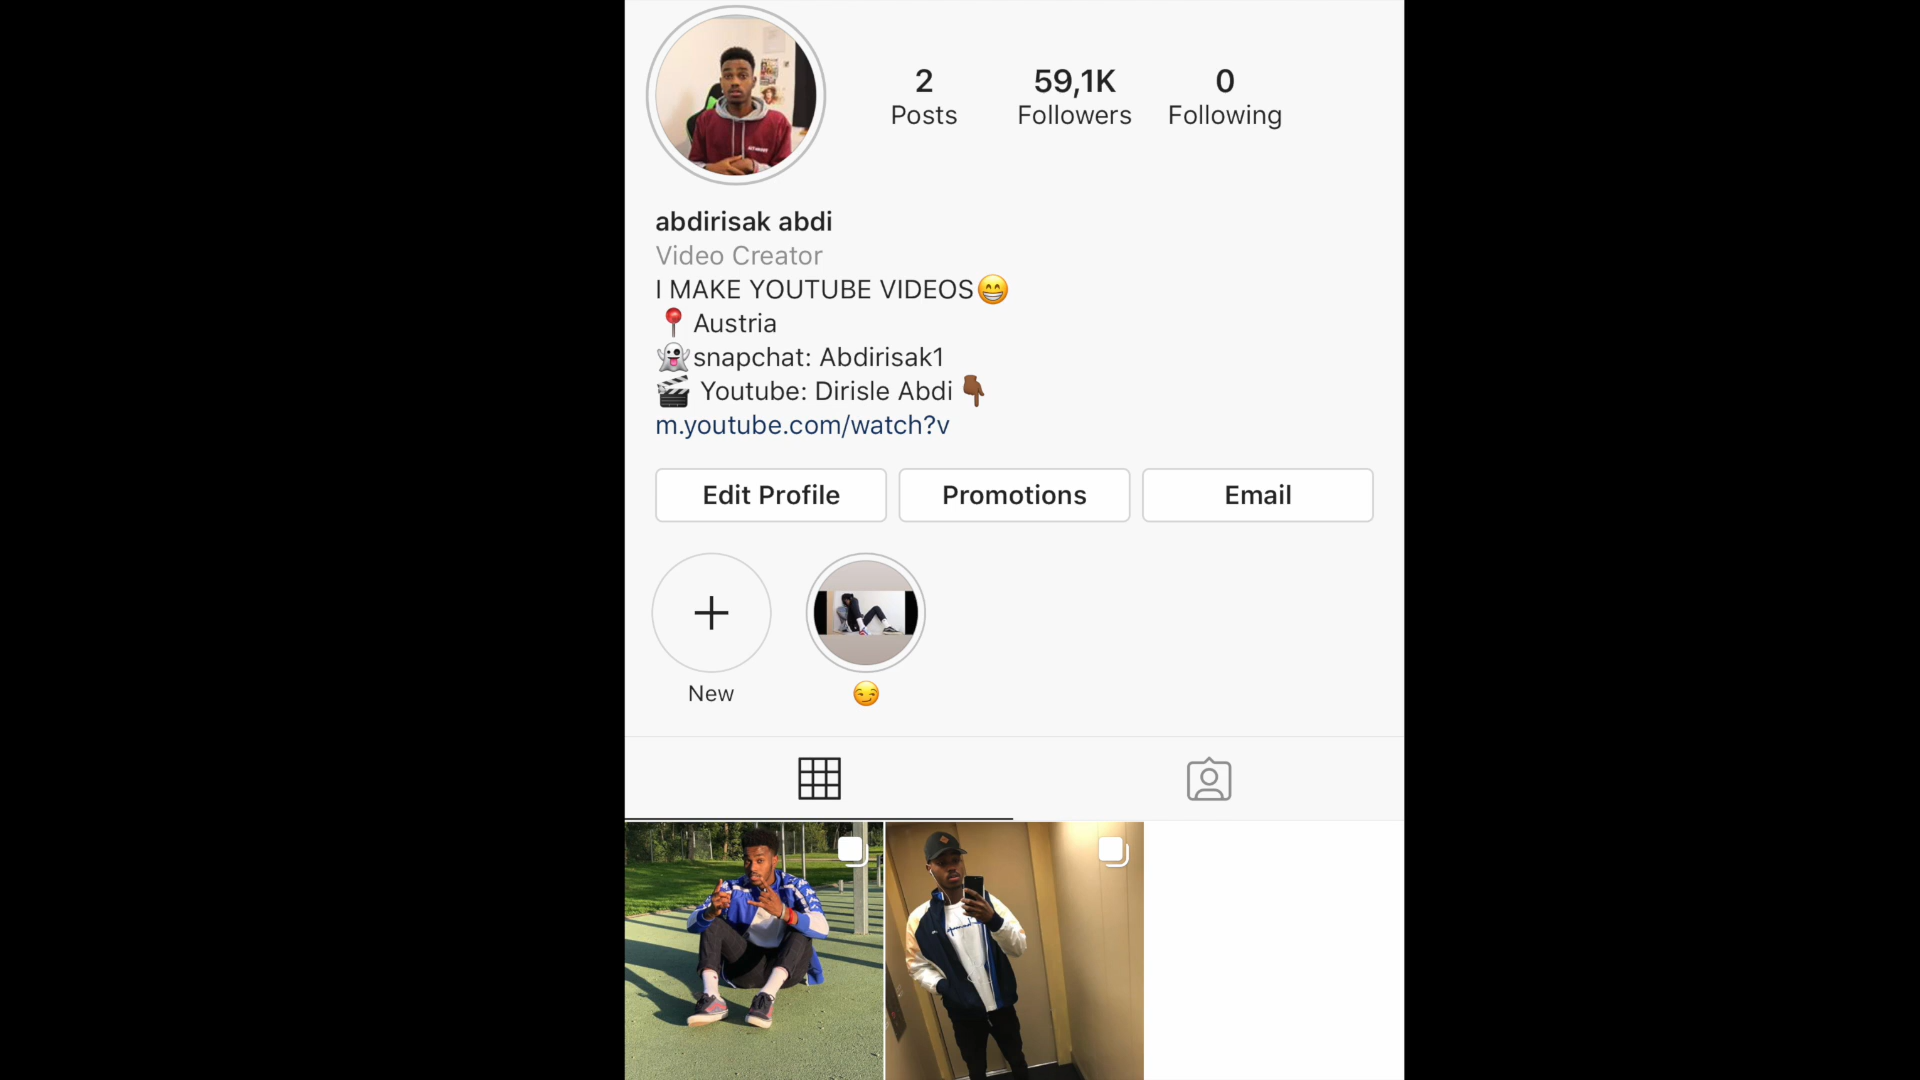 2
Posts
59,1K
Followers
0
Following
abdirisak abdi
Video Creator
I MAKE YOUTUBE VIDEOS😁
📍 Austria
👻snapchat: Abdirisak1
🎬 Youtube: Dirisle Abdi 👇🏾
m.youtube.com/watch?v
Edit Profile
Promotions
Email
New
😏